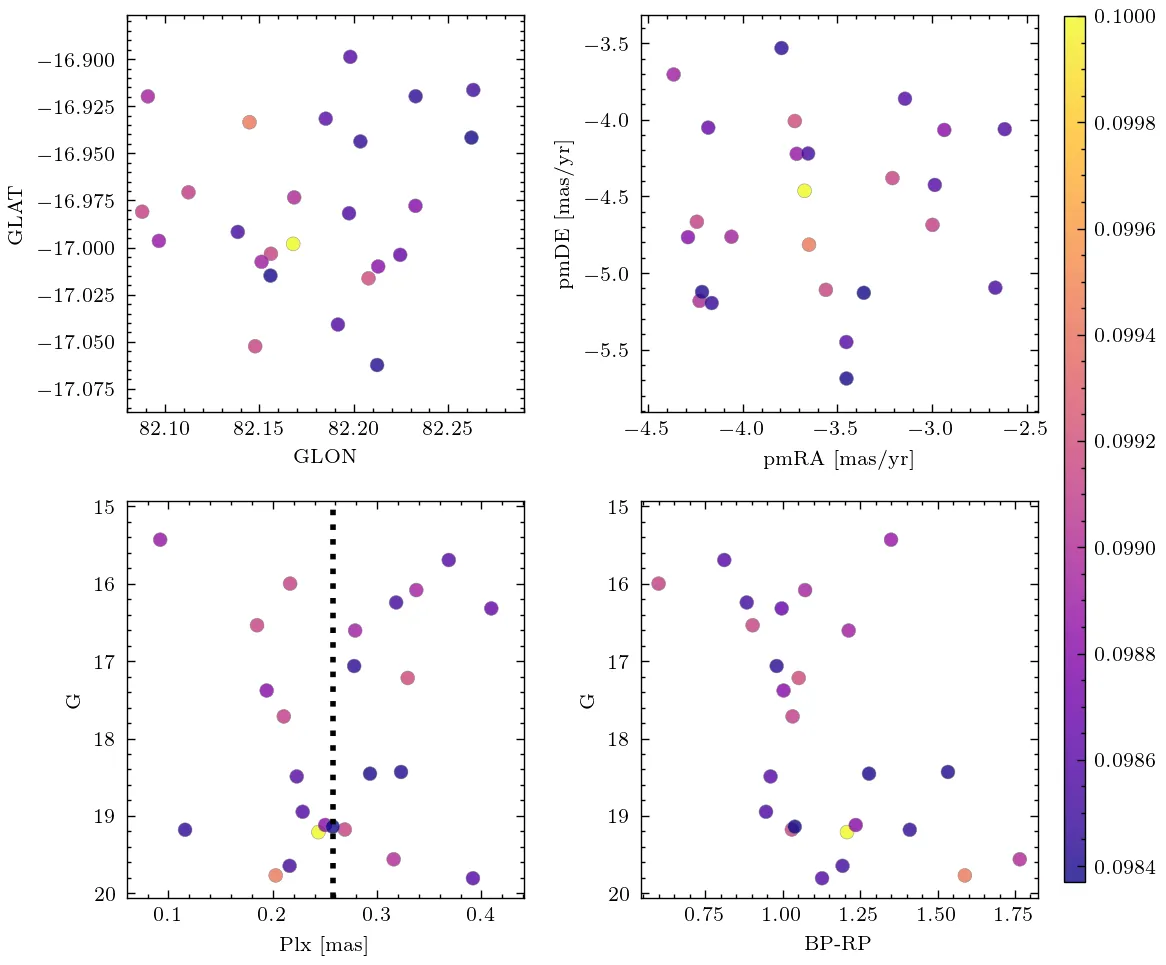 −16.900
−16.925
−16.950
−16.975
−17.000
−17.025
−17.050
−17.075
GLAT
82.10 82.15 82.20 82.25
GLON
−3.5
−4.0
−4.5
−5.0
−5.5
pmDE [mas/yr]
−4.5 −4.0 −3.5 −3.0 −2.5
pmRA [mas/yr]
15
16
17
18
19
20
G
0.1 0.2 0.3 0.4
Plx [mas]
15
16
17
18
19
20
G
0.75 1.00 1.25 1.50 1.75
BP-RP
0.1000
0.0998
0.0996
0.0994
0.0992
0.0990
0.0988
0.0986
0.0984